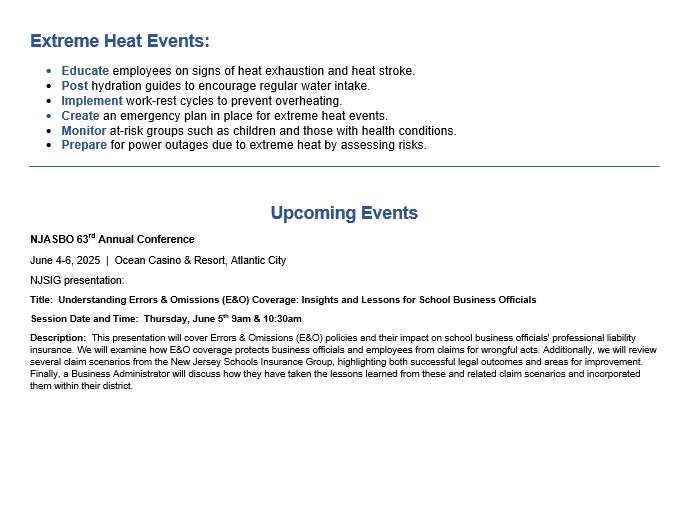 Extreme Heat Events:
• Educate employees on signs of heat exhaustion and heat stroke.
• Post hydration guides to encourage regular water intake.
• Implement work-rest cycles to prevent overheating.
• Create an emergency plan in place for extreme heat events.
• Monitor at-risk groups such as children and those with health conditions.
• Prepare for power outages due to extreme heat by assessing risks.
Upcoming Events
NJASBO 63rd Annual Conference
June 4-6, 2025 | Ocean Casino & Resort, Atlantic City
NJSIG presentation:
Title: Understanding Errors & Omissions (E&O) Coverage: Insights and Lessons for School Business Officials
Session Date and Time: Thursday, June 5th 9am & 10:30am
Description: This presentation will cover Errors & Omissions (E&O) policies and their impact on school business officials' professional liability
insurance. We will examine how E&O coverage protects business officials and employees from claims for wrongful acts. Additionally, we will review
several claim scenarios from the New Jersey Schools Insurance Group, highlighting both successful legal outcomes and areas for improvement.
Finally, a Business Administrator will discuss how they have taken the lessons learned from these and related claim scenarios and incorporated
them within their district.